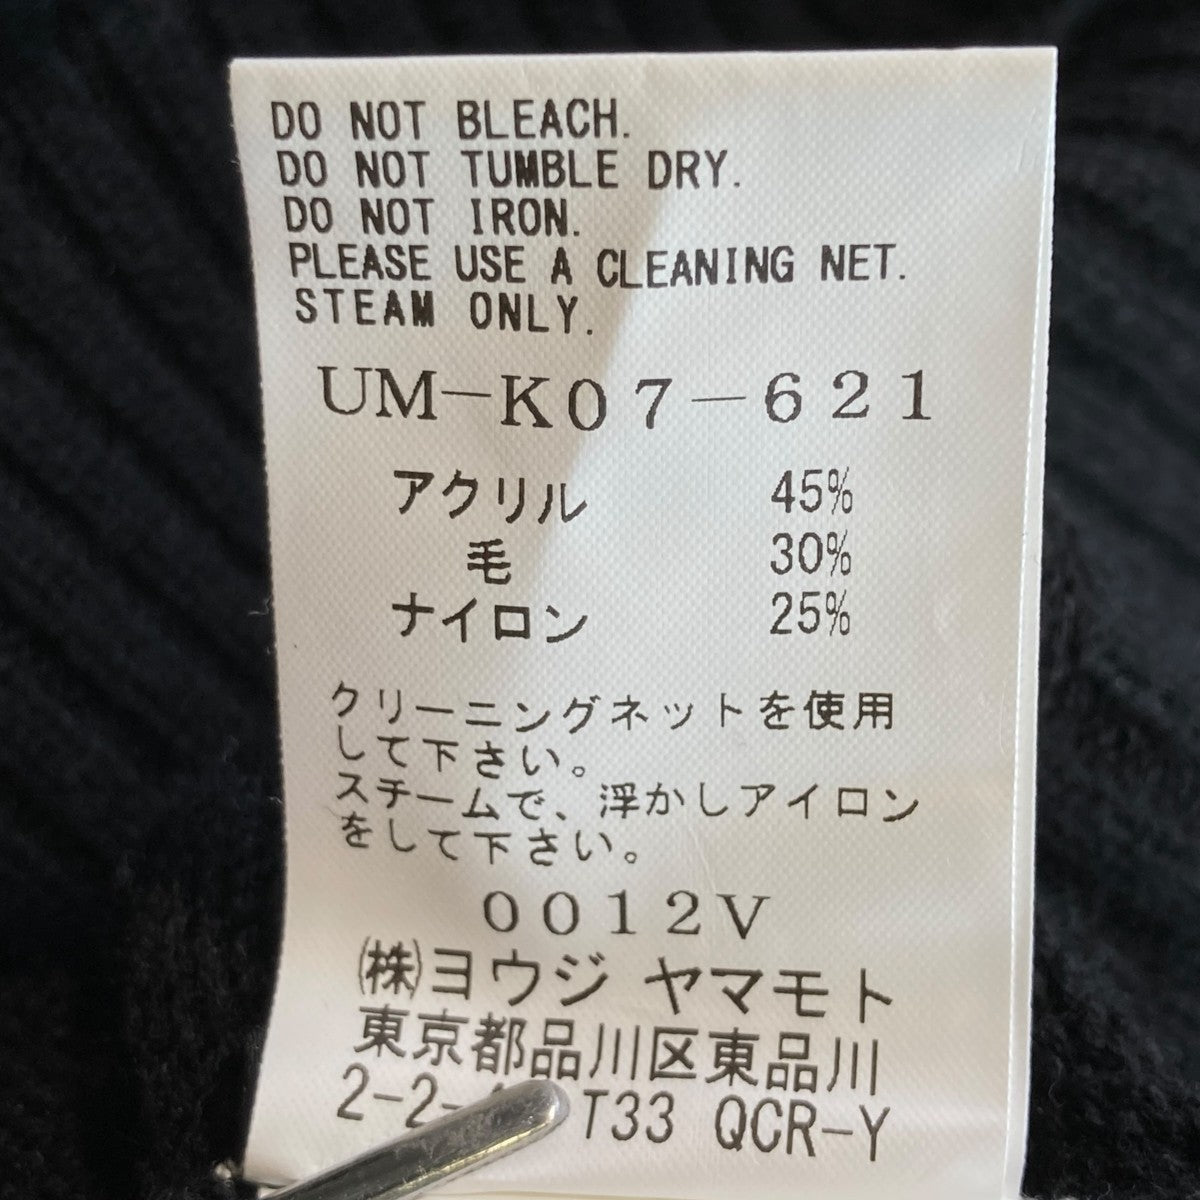 DO NOT BLEACH.
DO NOT TUMBLE DRY.
DO NOT IRON.
PLEASE USE A CLEANING NET.
STEAM ONLY.
UM-K07-621
アクリル 45%
毛 30%
ナイロン 25%
クリーニングネットを使用
して下さい。
スチームで、浮かしアイロン
をして下さい。
0012V
㈱ヨウジ ヤマモト
東京都品川区東品川
2-2- T33 QCR-Y